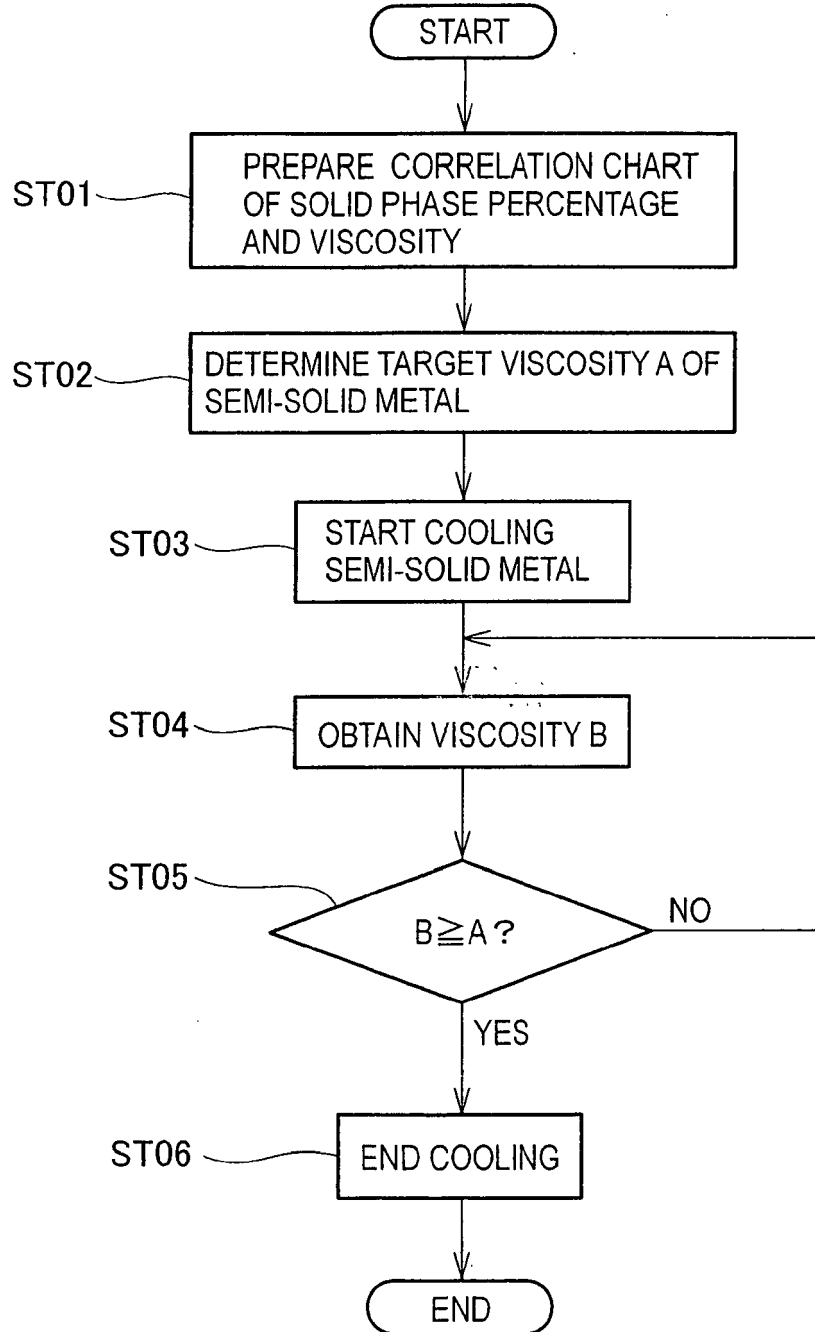 START
ST01
PREPARE CORRELATION CHART
OF SOLID PHASE PERCENTAGE
AND VISCOSITY
ST02
DETERMINE TARGET VISCOSITY A OF
SEMI-SOLID METAL
ST03
START COOLING
SEMI-SOLID METAL
ST04
OBTAIN VISCOSITY B
ST05
B≧A?
NO
YES
ST06
END COOLING
END